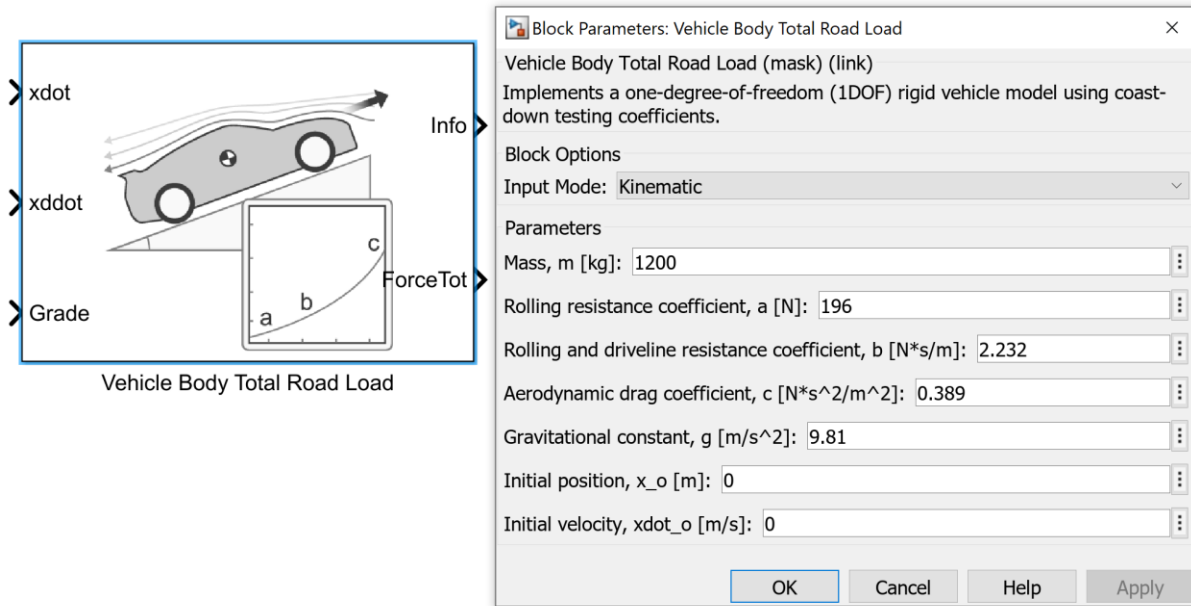 xdot
xddot
Grade
Info
ForceTot
a
b
c
Vehicle Body Total Road Load
Block Parameters: Vehicle Body Total Road Load
Vehicle Body Total Road Load (mask) (link)
Implements a one-degree-of-freedom (1DOF) rigid vehicle model using coast-
down testing coefficients.
Block Options
Input Mode: Kinematic
Parameters
Mass, m [kg]: 1200
Rolling resistance coefficient, a [N]: 196
Rolling and driveline resistance coefficient, b [N*s/m]: 2.232
Aerodynamic drag coefficient, c [N*s^2/m^2]: 0.389
Gravitational constant, g [m/s^2]: 9.81
Initial position, x_o [m]: 0
Initial velocity, xdot_o [m/s]: 0
OK Cancel Help Apply